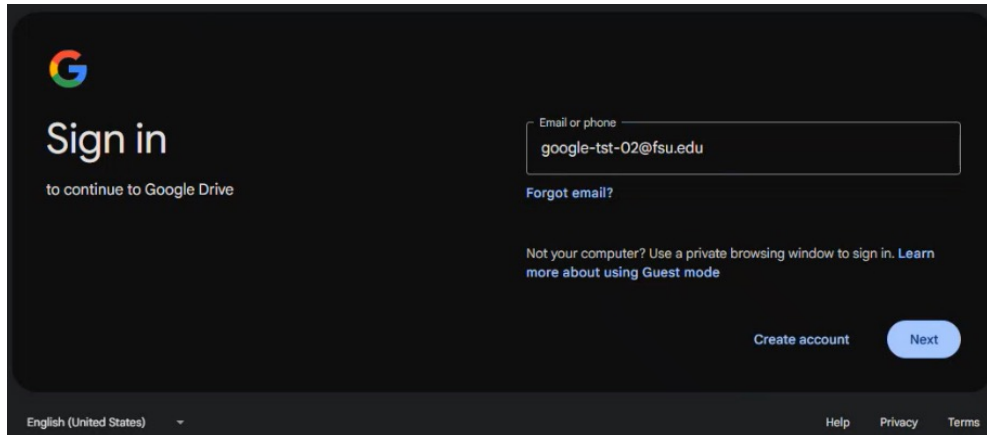 Sign in
to continue to Google Drive
Email or phone
google-tst-02@fsu.edu
Forgot email?
Not your computer? Use a private browsing window to sign in. Learn
more about using Guest mode
Create account
Next
English (United States)
Help
Privacy
Terms